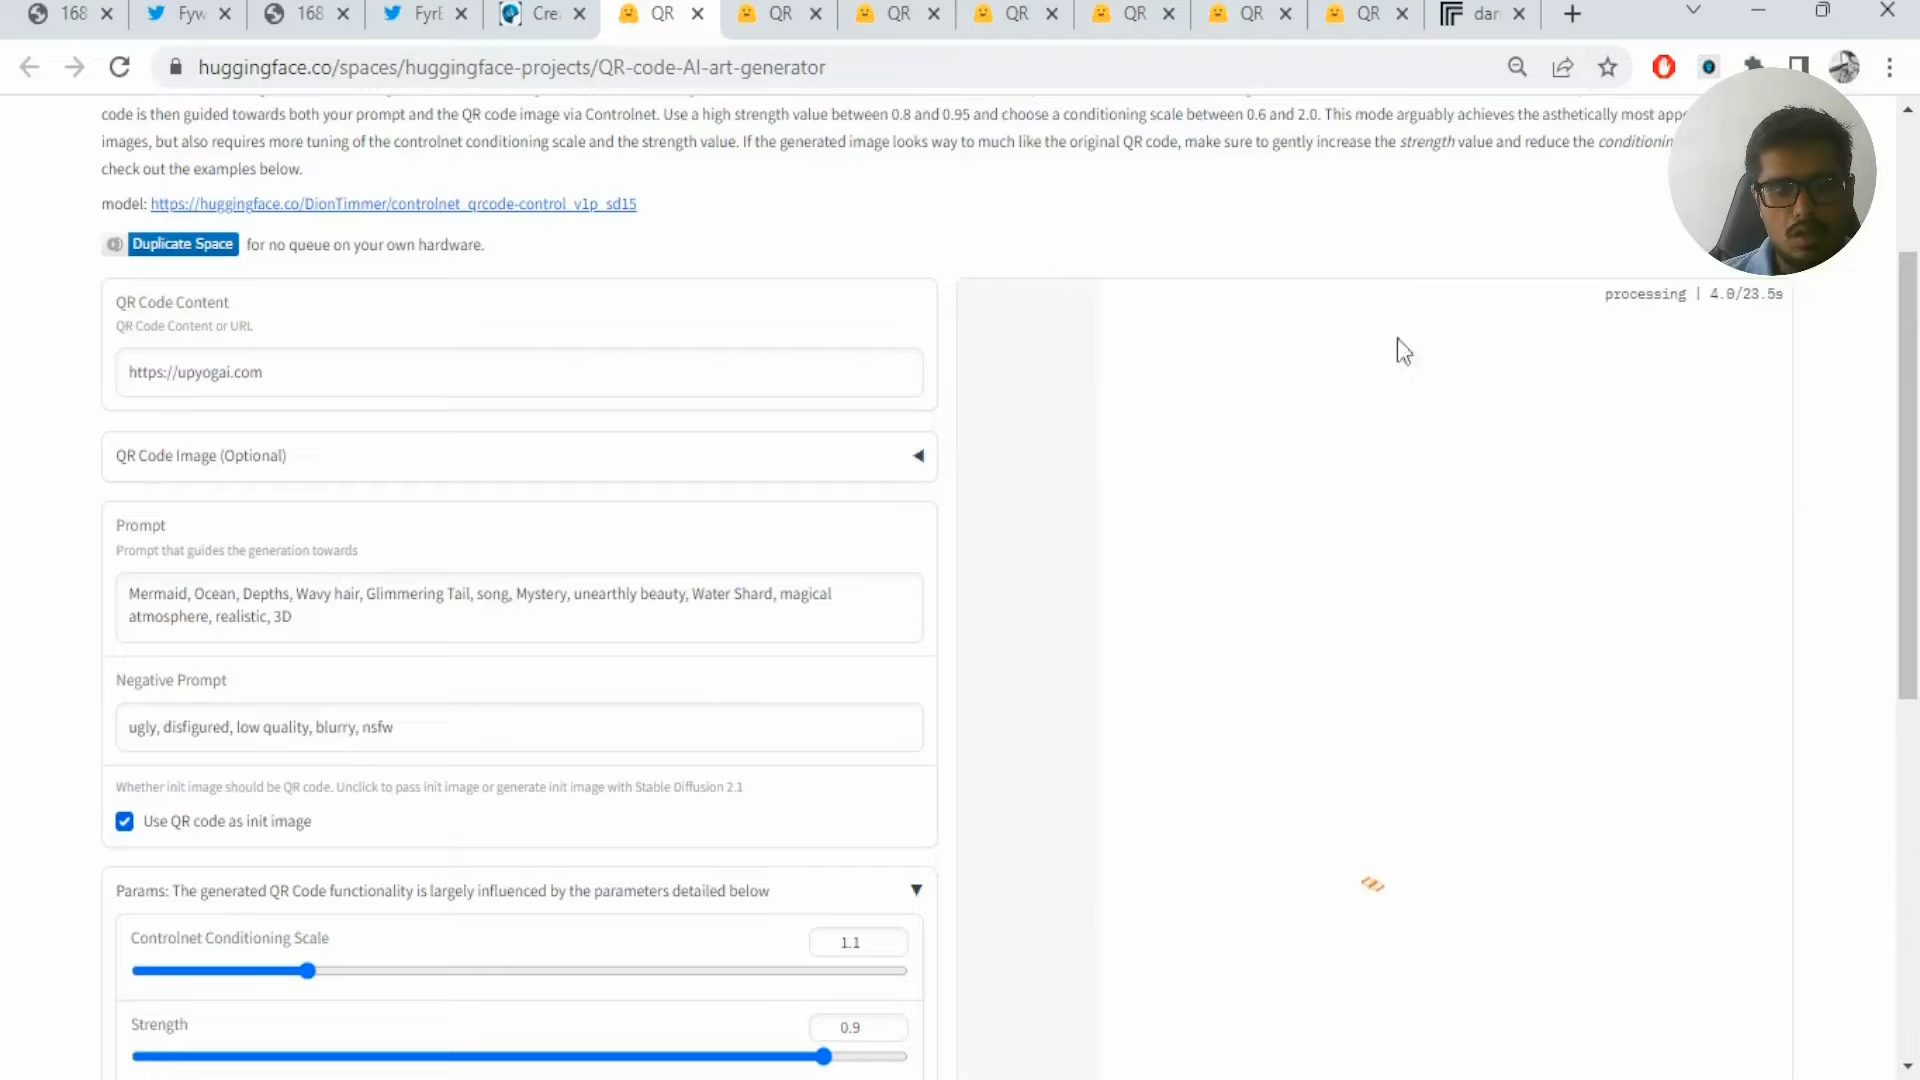 168
Fyw
168
FyrE
Cre
QR
QR
QR
QR
QR
QR
QR
dar
huggingface.co/spaces/huggingface-projects/QR-code-AI-art-generator
code is then guided towards both your prompt and the QR code image via Controlnet. Use a high strength value between 0.8 and 0.95 and choose a conditioning scale between 0.6 and 2.0. This mode arguably achieves the asthetically most app
images, but also requires more tuning of the controlnet conditioning scale and the strength value. If the generated image looks way to much like the original QR code, make sure to gently increase the strength value and reduce the conditionin
check out the examples below.
model: https://huggingface.co/DionTimmer/controlnet_qrcode-control_v1p_sd15
Duplicate Space for no queue on your own hardware.
QR Code Content
QR Code Content or URL
https://upyogai.com
processing | 4.0/23.5s
QR Code Image (Optional)
Prompt
Prompt that guides the generation towards
Mermaid, Ocean, Depths, Wavy hair, Glimmering Tail, song, Mystery, unearthly beauty, Water Shard, magical
atmosphere, realistic, 3D
Negative Prompt
ugly, disfigured, low quality, blurry, nsfw
Whether init image should be QR code. Unclick to pass init image or generate init image with Stable Diffusion 2.1
Use QR code as init image
Params: The generated QR Code functionality is largely influenced by the parameters detailed below
Controlnet Conditioning Scale
1.1
Strength
0.9